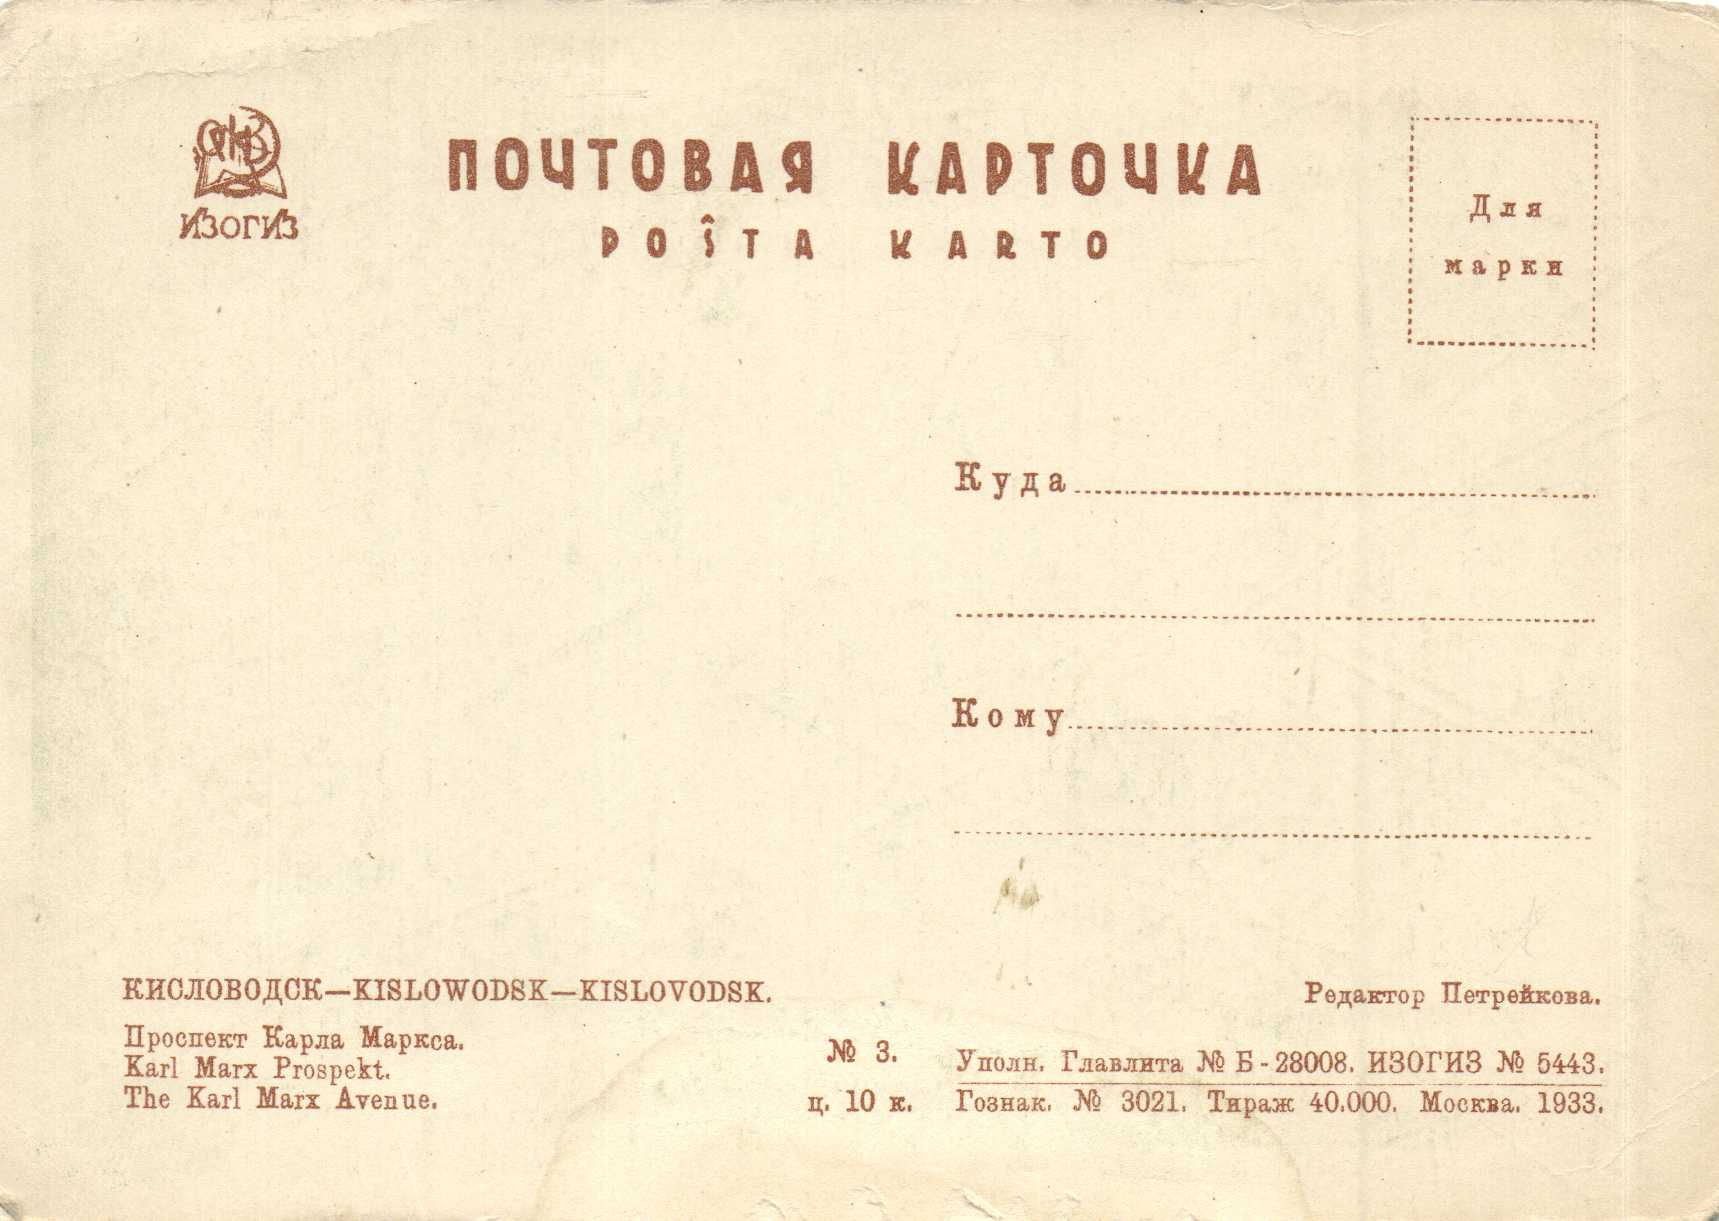 ИЗОГИЗ
ПОЧТОВАЯ КАРТОЧКА
POŜTA KARTO
Для
марки
Куда
Кому
КИСЛОВОДСК—KISLOWODSK—KISLOVODSK.
Проспект Карла Маркса.
Karl Marx Prospekt.
The Karl Marx Avenue.
№ 3.
ц. 10 к.
Редактор Петрейкова.
Уполн. Главлита № Б-28008. ИЗОГИЗ № 5443.
Гознак. № 3021. Тираж 40.000. Москва. 1933.